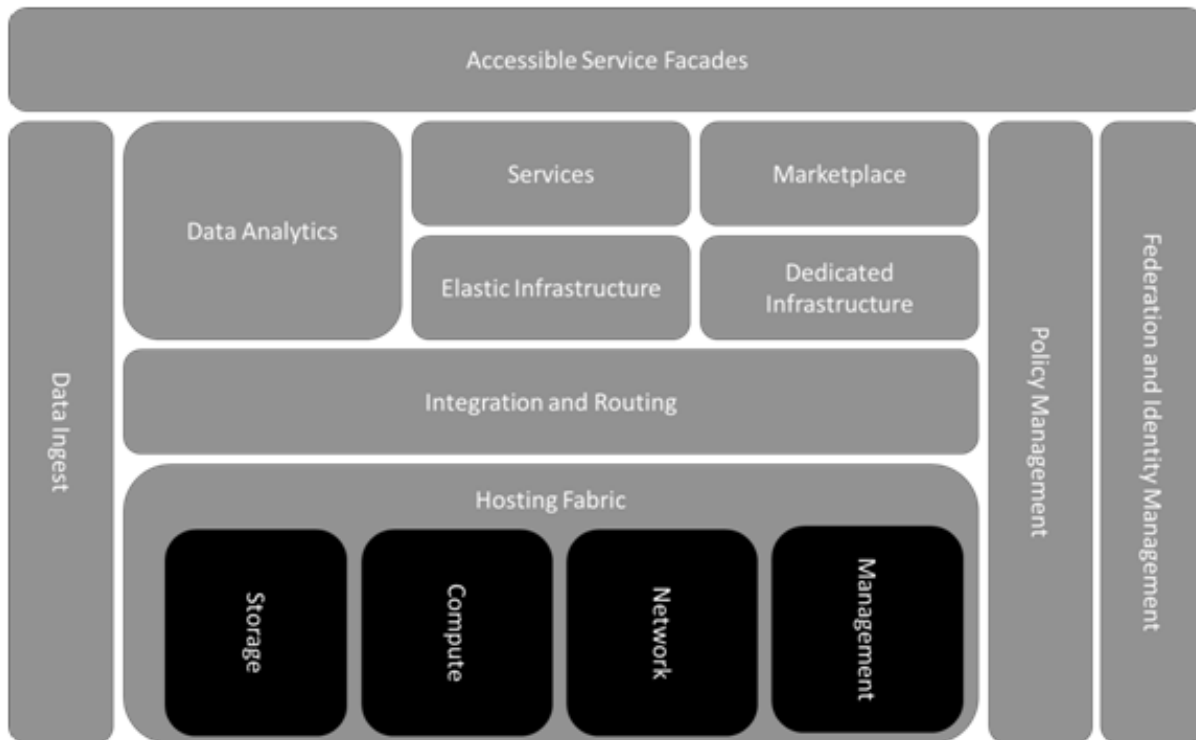 Accessible Service Facades
Data Ingest
Data Analytics
Services
Marketplace
Elastic Infrastructure
Dedicated
Infrastructure
Integration and Routing
Hosting Fabric
Storage
Compute
Network
Management
Policy Management
Federation and Identity Management